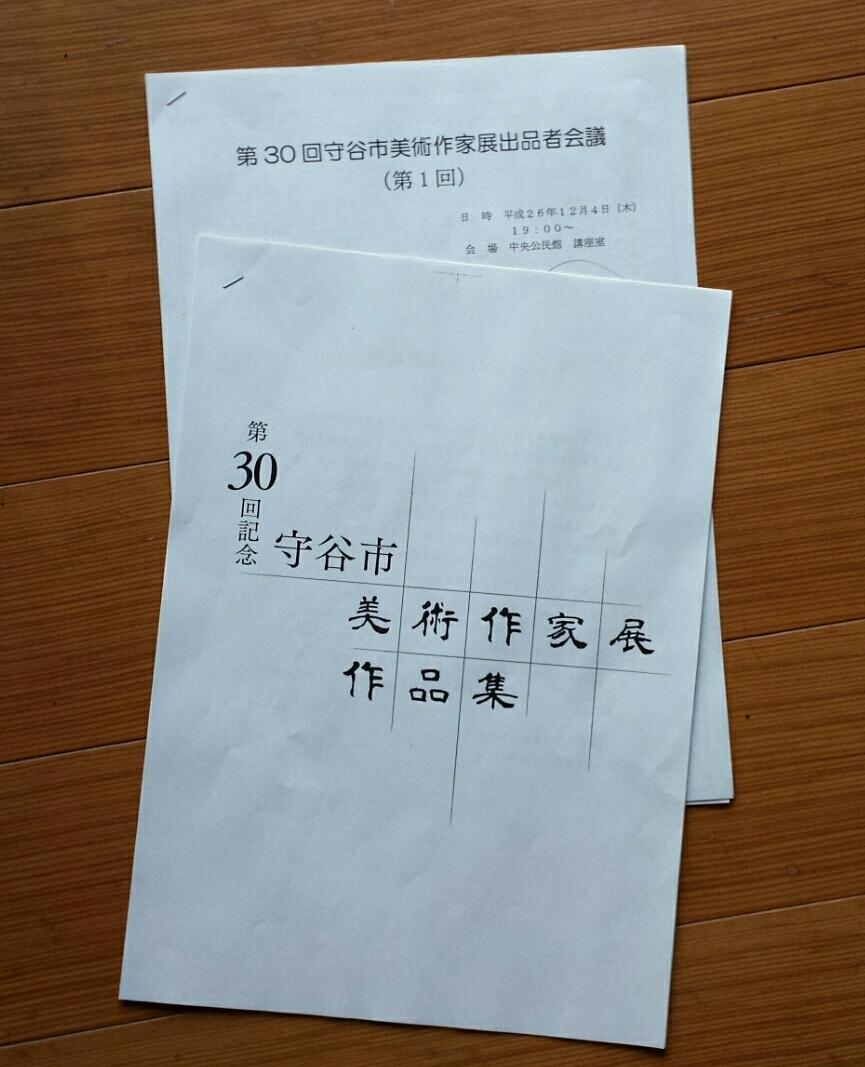 第30回守谷市美術作家展出品者会議
（第１回）
日　時　平成２６年１２月４日（木）
１９：００～
会　場　中央公民館　講座室
第
30
回記念
守谷市
美術作家展
作品集